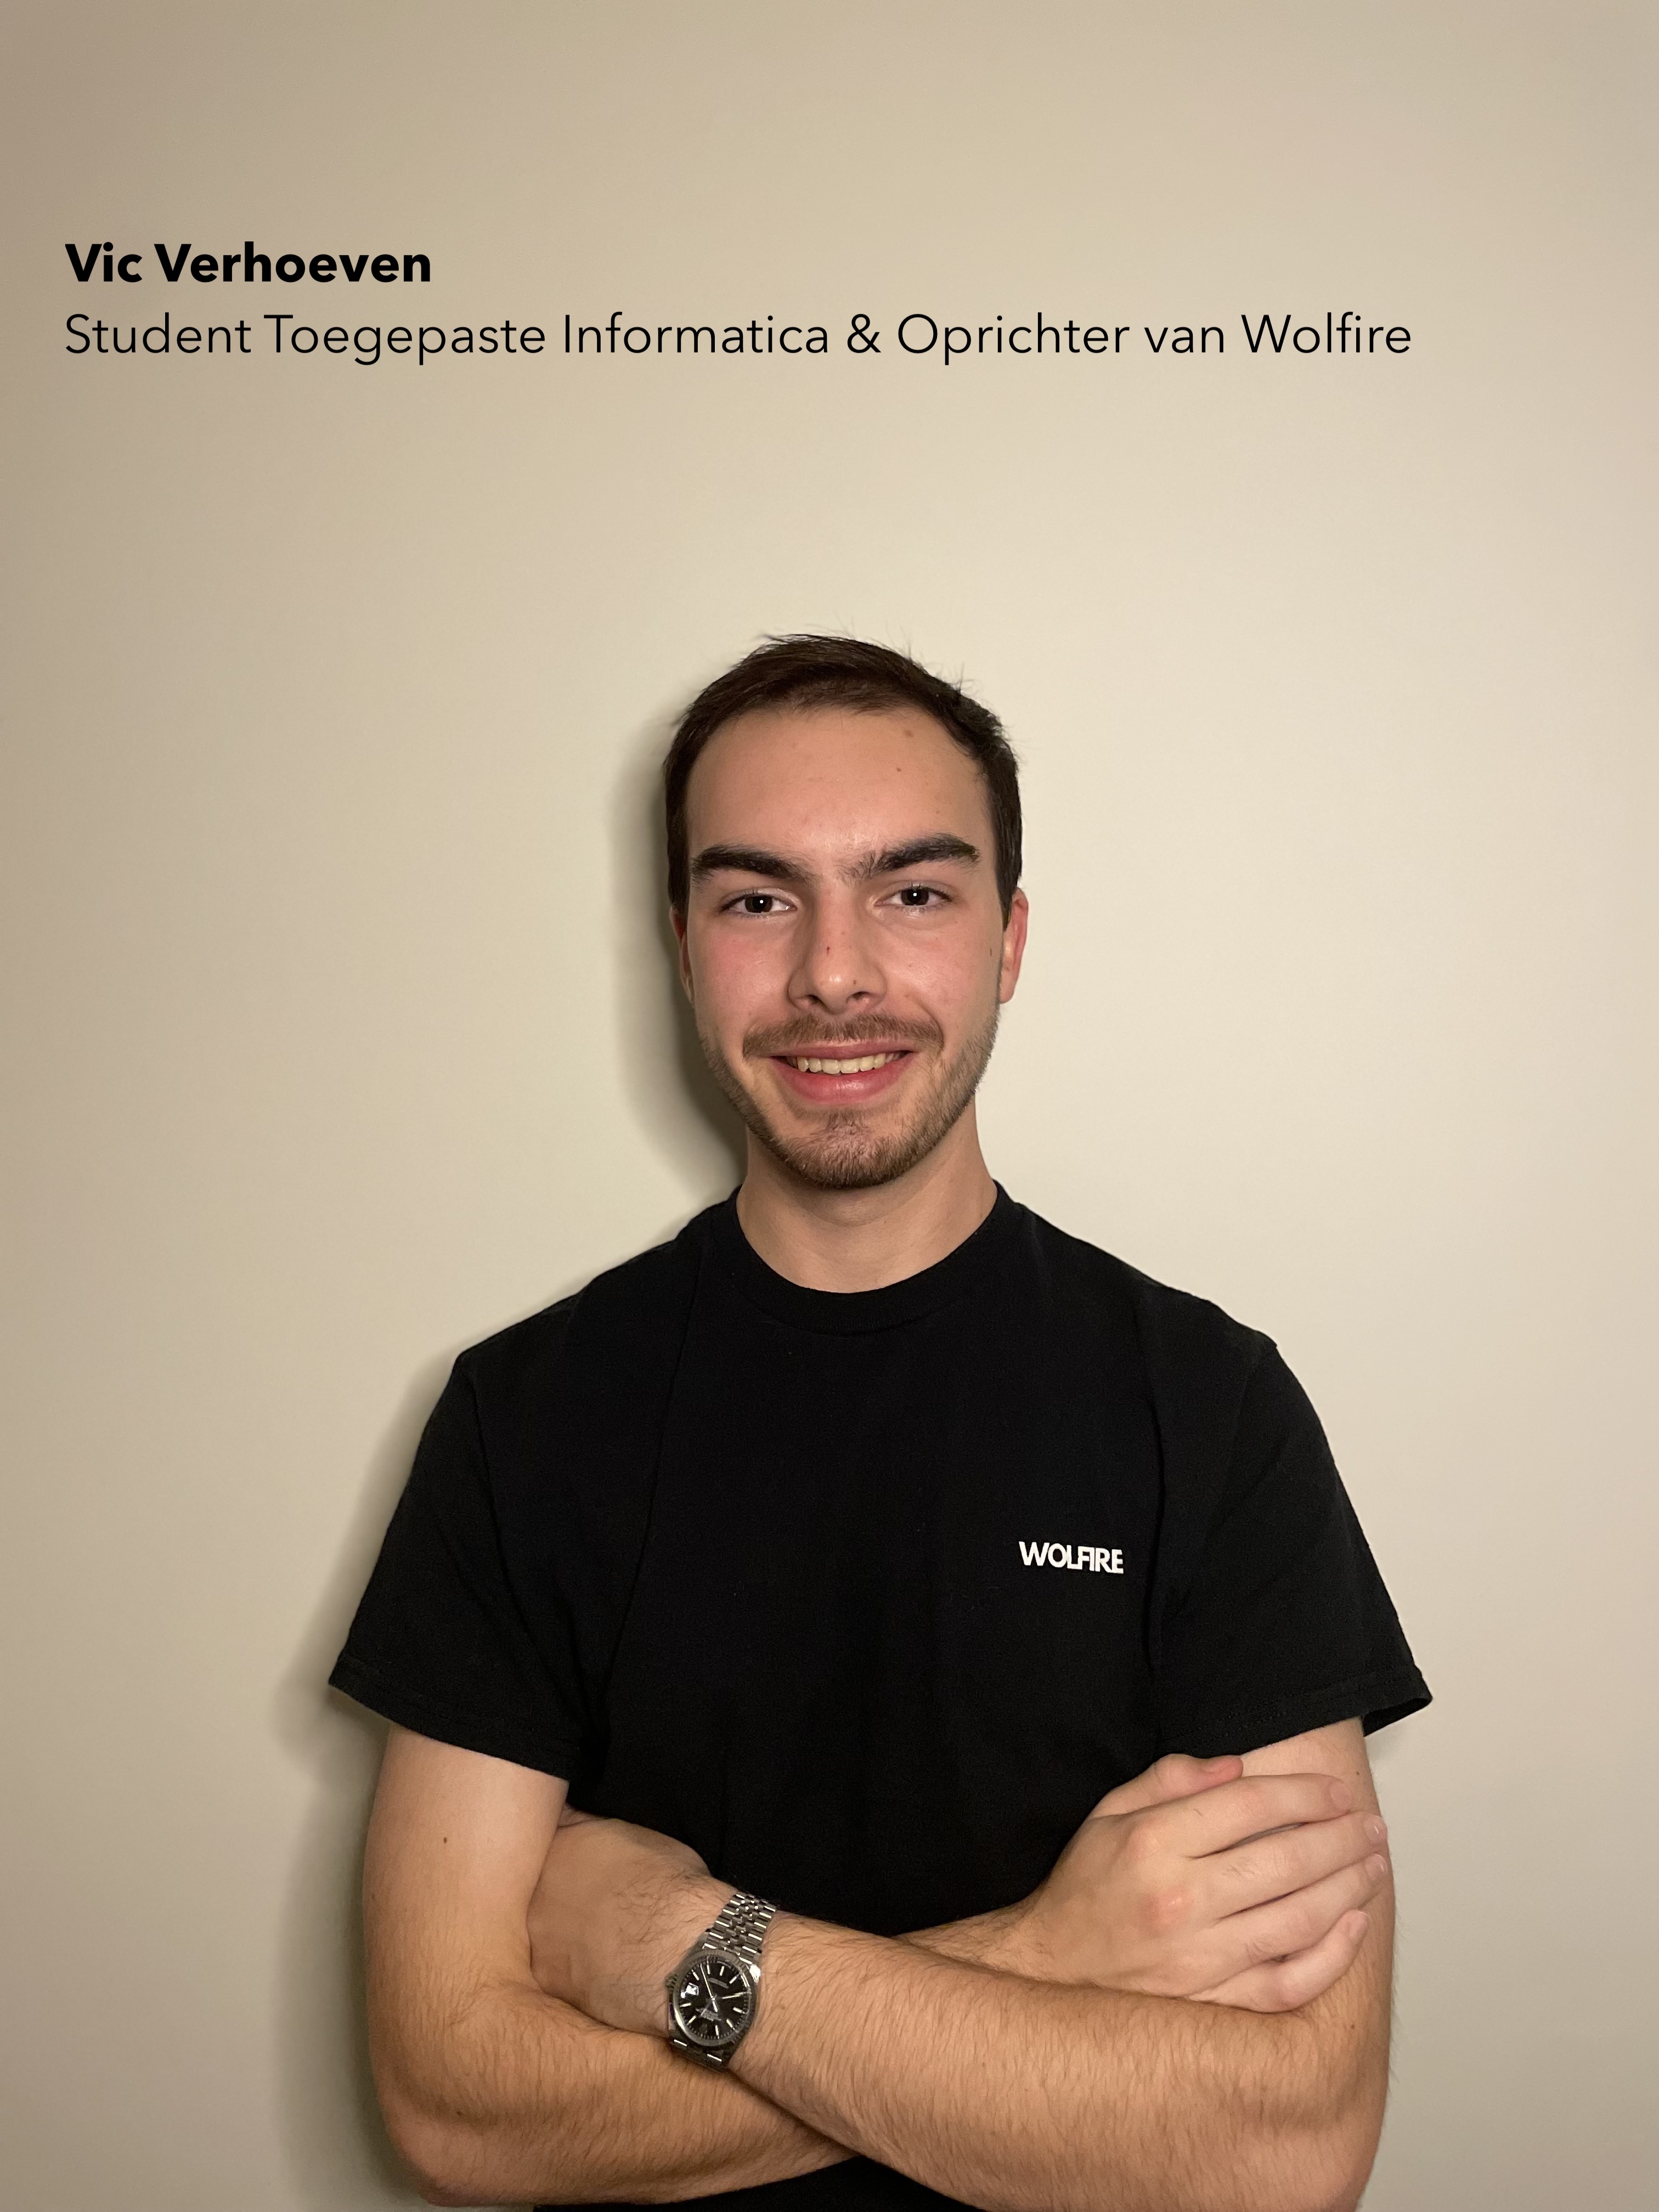 Vic Verhoeven
Student Toegepaste Informatica & Oprichter van Wolfire
WOLFIRE